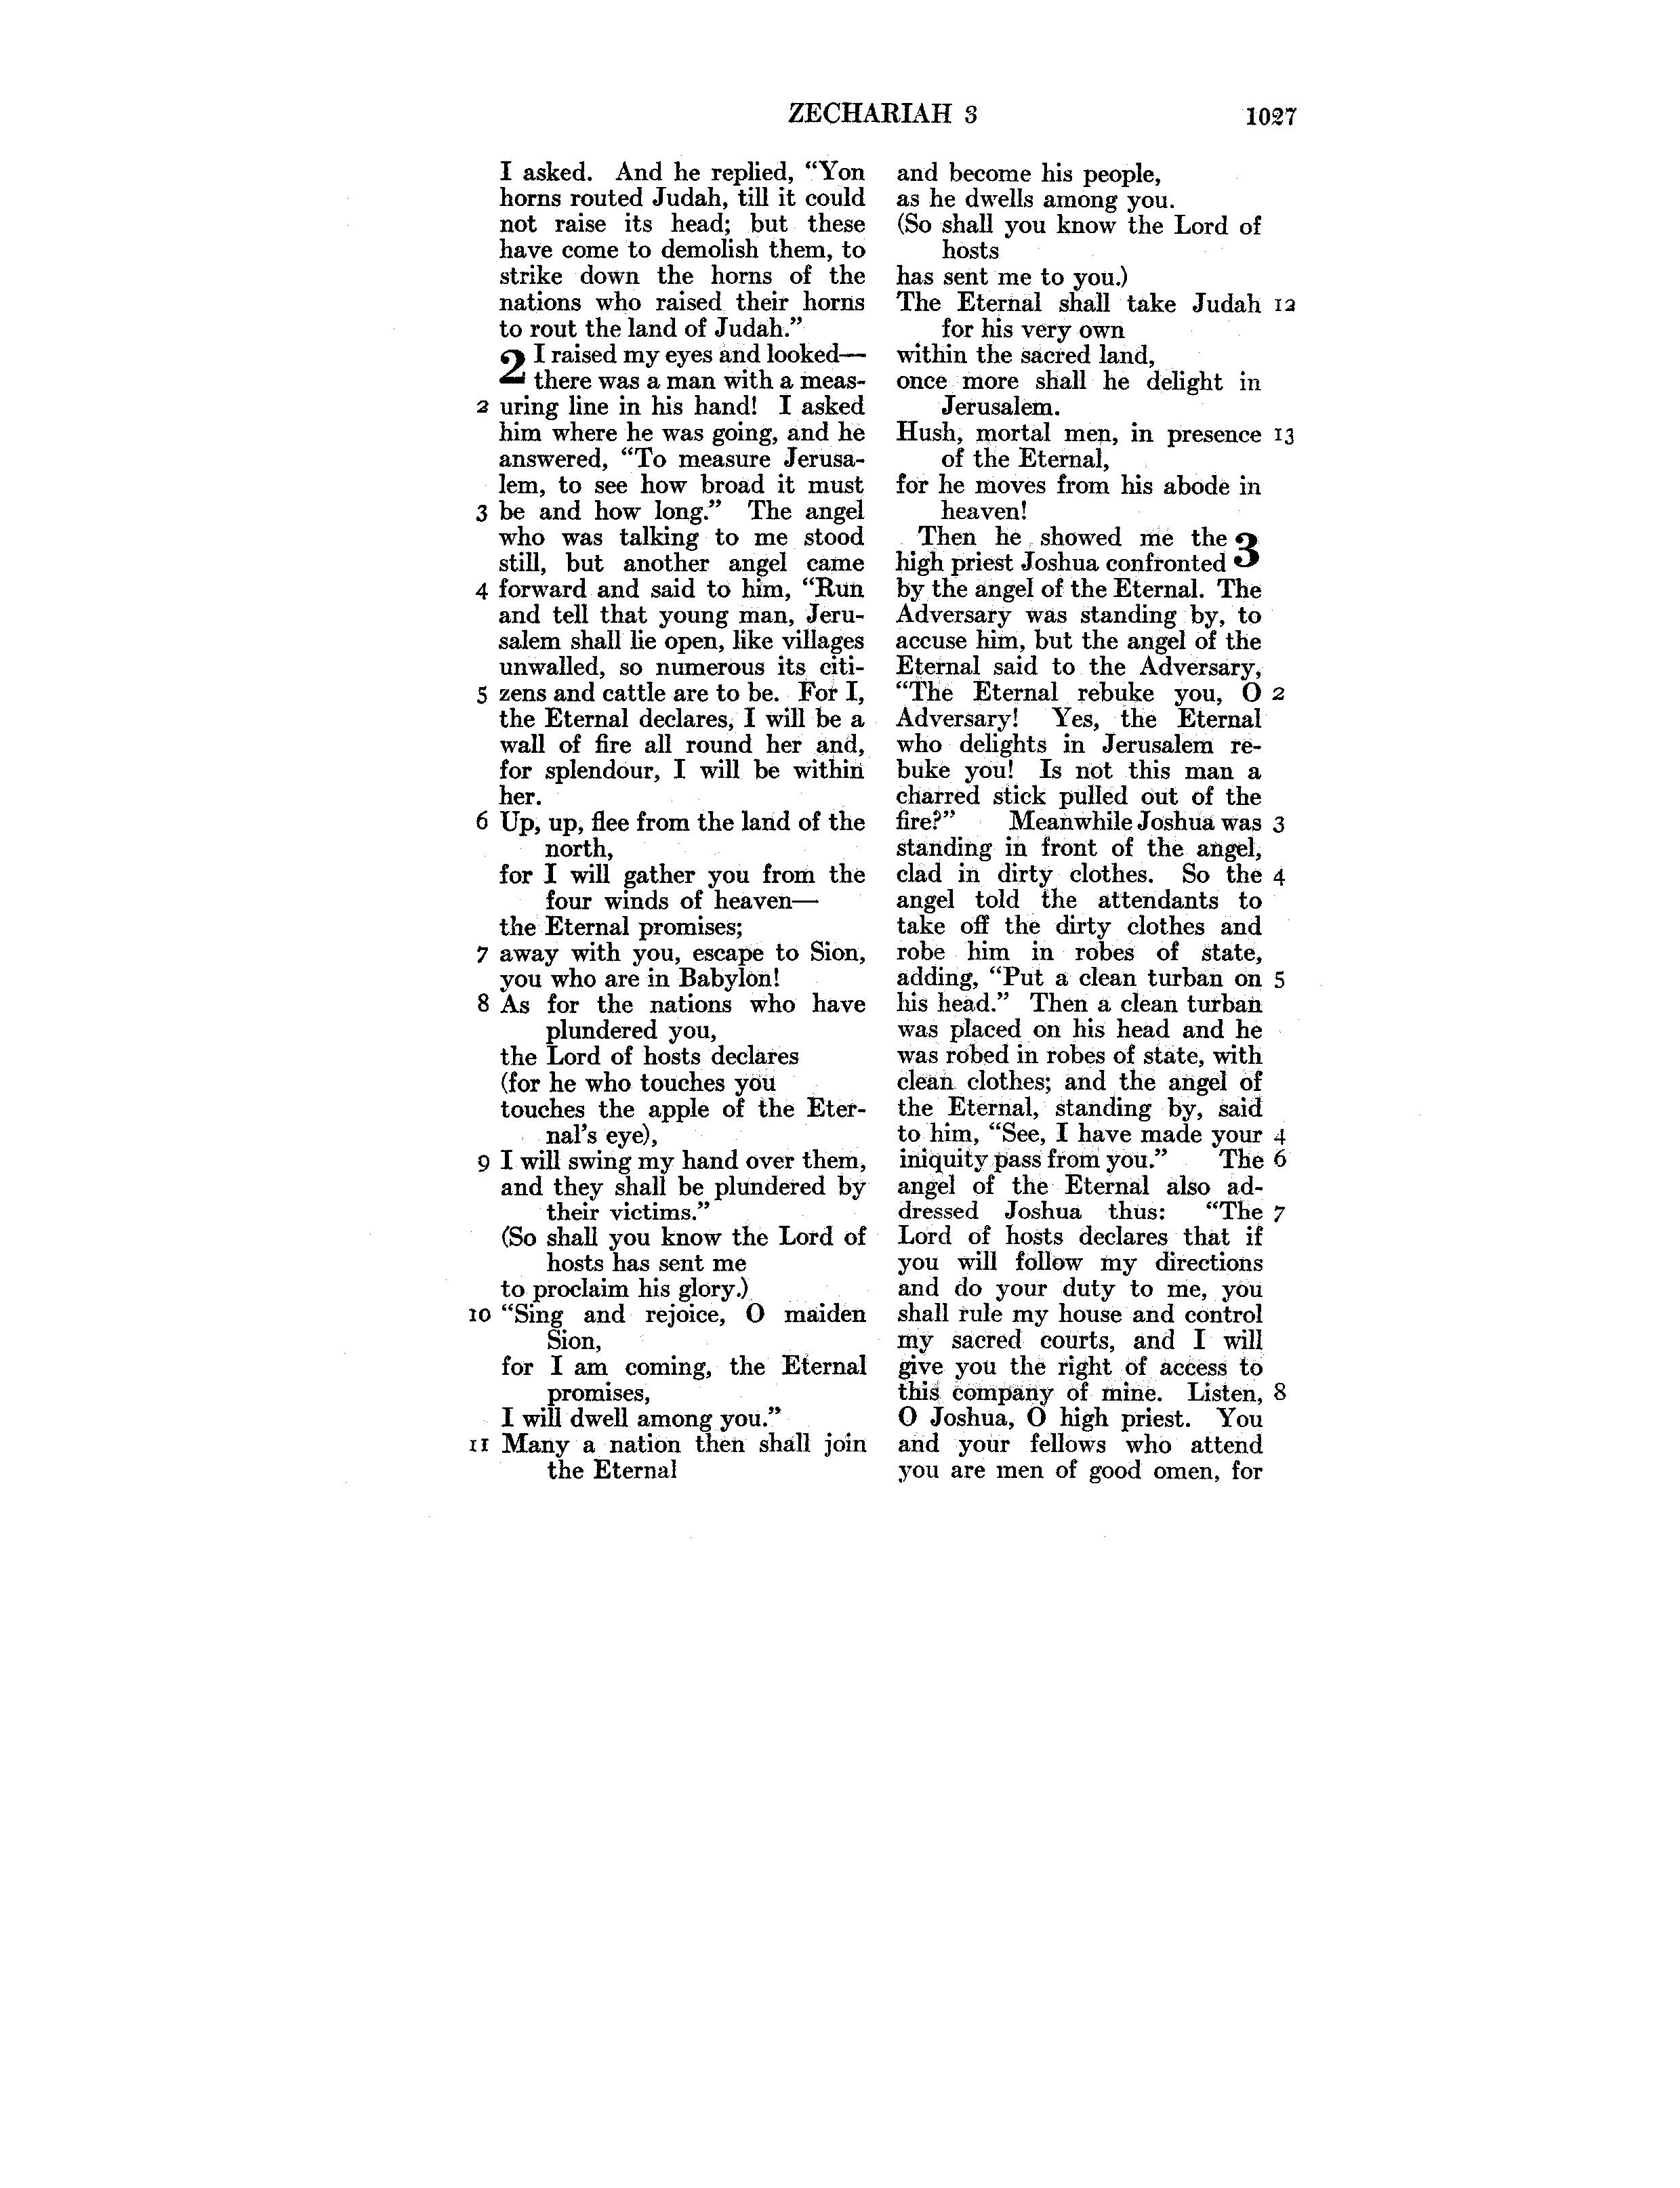 ZECHARIAH 3 1027
I asked. And he replied, “Yon
horns routed Judah, till it could
not raise its head; but these
have come to demolish them, to
strike down the horns of the
nations who raised their horns
to rout the land of Judah.”
2 I raised my eyes and looked—
there was a man with a meas-
2 uring line in his hand! I asked
him where he was going, and he
answered, “To measure Jerusa-
lem, to see how broad it must
3 be and how long.” The angel
who was talking to me stood
still, but another angel came
4 forward and said to him, “Run
and tell that young man, Jeru-
salem shall lie open, like villages
unwalled, so numerous its citi-
5 zens and cattle are to be. For I,
the Eternal declares, I will be a
wall of fire all round her and,
for splendour, I will be within
her.
6 Up, up, flee from the land of the
north,
for I will gather you from the
four winds of heaven—
the Eternal promises;
7 away with you, escape to Sion,
you who are in Babylon!
8 As for the nations who have
plundered you,
the Lord of hosts declares
(for he who touches you
touches the apple of the Eter-
nal’s eye),
9 I will swing my hand over them,
and they shall be plundered by
their victims.”
(So shall you know the Lord of
hosts has sent me
to proclaim his glory.)
10 “Sing and rejoice, O maiden
Sion,
for I am coming, the Eternal
promises,
I will dwell among you.”
11 Many a nation then shall join
the Eternal
and become his people,
as he dwells among you.
(So shall you know the Lord of
hosts
has sent me to you.)
The Eternal shall take Judah 12
for his very own
within the sacred land,
once more shall he delight in
Jerusalem.
Hush, mortal men, in presence 13
of the Eternal,
for he moves from his abode in
heaven!
Then he showed me the 3
high priest Joshua confronted
by the angel of the Eternal. The
Adversary was standing by, to
accuse him, but the angel of the
Eternal said to the Adversary,
“The Eternal rebuke you, O 2
Adversary! Yes, the Eternal
who delights in Jerusalem re-
buke you! Is not this man a
charred stick pulled out of the
fire?” Meanwhile Joshua was 3
standing in front of the angel,
clad in dirty clothes. So the 4
angel told the attendants to
take off the dirty clothes and
robe him in robes of state,
adding, “Put a clean turban on 5
his head.” Then a clean turban
was placed on his head and he
was robed in robes of state, with
clean clothes; and the angel of
the Eternal, standing by, said
to him, “See, I have made your 4
iniquity pass from you.” The 6
angel of the Eternal also ad-
dressed Joshua thus: “The 7
Lord of hosts declares that if
you will follow my directions
and do your duty to me, you
shall rule my house and control
my sacred courts, and I will
give you the right of access to
this company of mine. Listen, 8
O Joshua, O high priest. You
and your fellows who attend
you are men of good omen, for